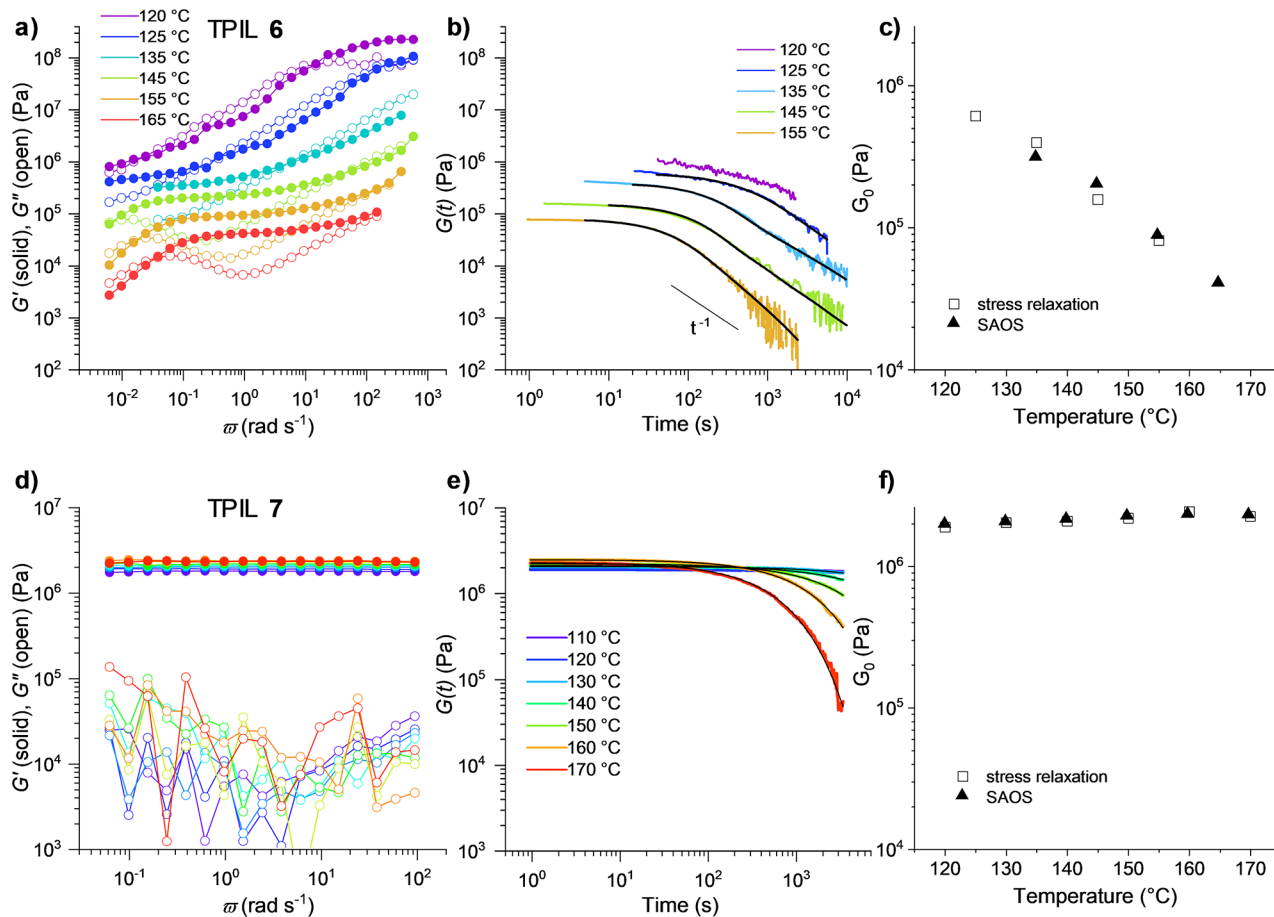 a)
TPIL 6
120 °C
125 °C
135 °C
145 °C
155 °C
165 °C
G' (solid), G'' (open) (Pa)
10⁸
10⁷
10⁶
10⁵
10⁴
10³
10²
10⁻² 10⁻¹ 10⁰ 10¹ 10² 10³
ϖ (rad s⁻¹)
b)
120 °C
125 °C
135 °C
145 °C
155 °C
G(t) (Pa)
10⁸
10⁷
10⁶
10⁵
10⁴
10³
10²
t⁻¹
10⁰ 10¹ 10² 10³ 10⁴
Time (s)
c)
G₀ (Pa)
10⁶
10⁵
10⁴
stress relaxation
SAOS
120 130 140 150 160 170
Temperature (°C)
d)
TPIL 7
G' (solid), G'' (open) (Pa)
10⁷
10⁶
10⁵
10⁴
10³
10⁻¹ 10⁰ 10¹ 10²
ϖ (rad s⁻¹)
e)
G(t) (Pa)
10⁷
10⁶
10⁵
10⁴
10³
110 °C
120 °C
130 °C
140 °C
150 °C
160 °C
170 °C
10⁰ 10¹ 10² 10³
Time (s)
f)
G₀ (Pa)
10⁶
10⁵
10⁴
stress relaxation
SAOS
120 130 140 150 160 170
Temperature (°C)